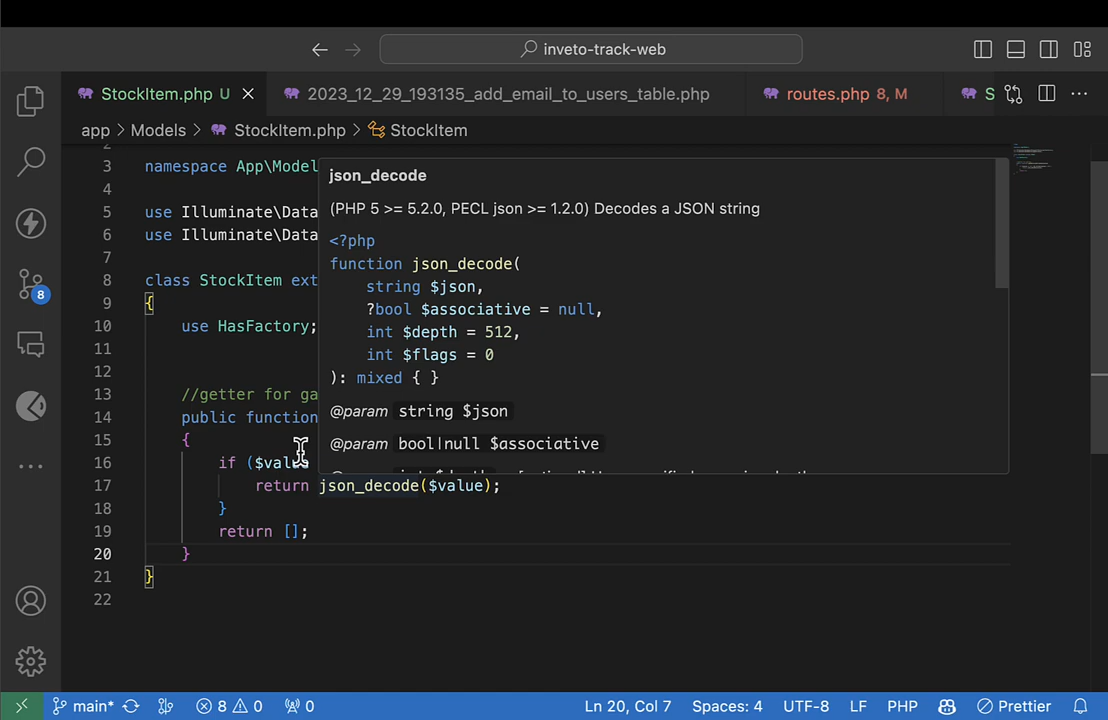 inveto-track-web
StockItem.php U
2023_12_29_193135_add_email_to_users_table.php
routes.php 8, M
S
app > Models > StockItem.php > StockItem
2
3 namespace App\Model
4
5 use Illuminate\Data
6 use Illuminate\Data
7
8 class StockItem ext
9 {
10 use HasFactory;
11
12
13 //getter for ga
14 public function
15 {
16 if ($value
17 return json_decode($value);
18 }
19 return [];
20 }
21 }
22
json_decode
(PHP 5 >= 5.2.0, PECL json >= 1.2.0) Decodes a JSON string
<?php
function json_decode(
string $json,
?bool $associative = null,
int $depth = 512,
int $flags = 0
): mixed { }
@param string $json
@param bool|null $associative
8
main* 8 0 0 Ln 20, Col 7 Spaces: 4 UTF-8 LF PHP Prettier